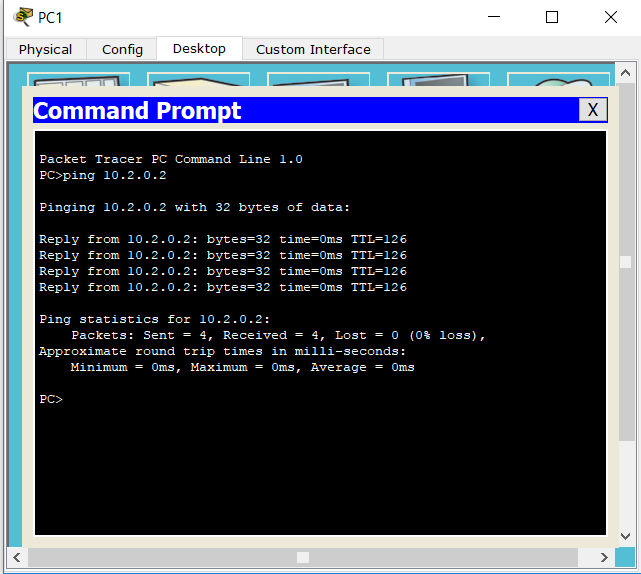 PC1
Physical Config Desktop Custom Interface
Command Prompt X
Packet Tracer PC Command Line 1.0
PC>ping 10.2.0.2
Pinging 10.2.0.2 with 32 bytes of data:
Reply from 10.2.0.2: bytes=32 time=0ms TTL=126
Reply from 10.2.0.2: bytes=32 time=0ms TTL=126
Reply from 10.2.0.2: bytes=32 time=0ms TTL=126
Reply from 10.2.0.2: bytes=32 time=0ms TTL=126
Ping statistics for 10.2.0.2:
Packets: Sent = 4, Received = 4, Lost = 0 (0% loss),
Approximate round trip times in milli-seconds:
Minimum = 0ms, Maximum = 0ms, Average = 0ms
PC>